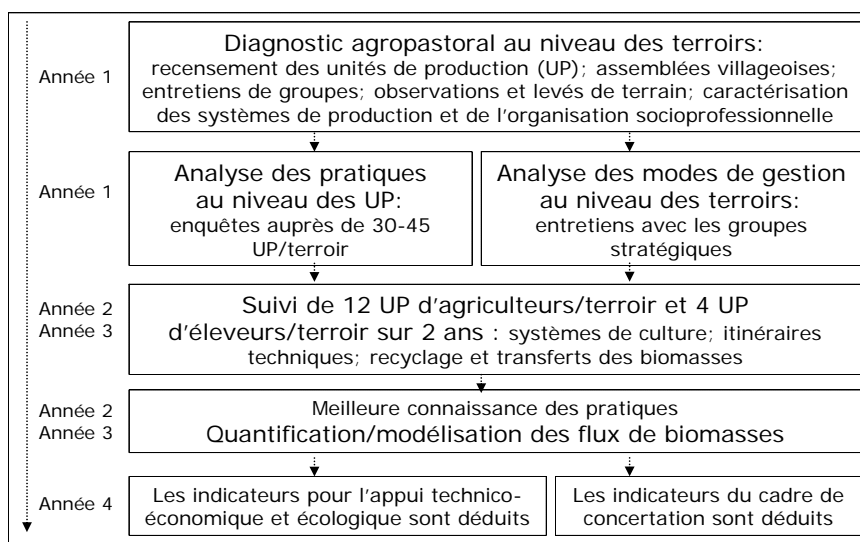 Diagnostic agropastoral au niveau des terroirs:
Année 1
recensement des unités de production (UP); assemblées villageoises;
entretiens de groupes; observations et levés de terrain; caractérisation
des systèmes de production et de l'organisation socioprofessionnelle
Année 1
Analyse des pratiques
au niveau des UP:
enquêtes auprès de 30-45
UP/terroir
Analyse des modes de gestion
au niveau des terroirs:
entretiens avec les groupes
stratégiques
Année 2
Année 3
Suivi de 12 UP d'agriculteurs/terroir et 4 UP
d'éleveurs/terroir sur 2 ans : systèmes de culture; itinéraires
techniques; recyclage et transferts des biomasses
Année 2
Année 3
Meilleure connaissance des pratiques
Quantification/modélisation des flux de biomasses
Année 4
Les indicateurs pour l'appui technico-
économique et écologique sont déduits
Les indicateurs du cadre de
concertation sont déduits